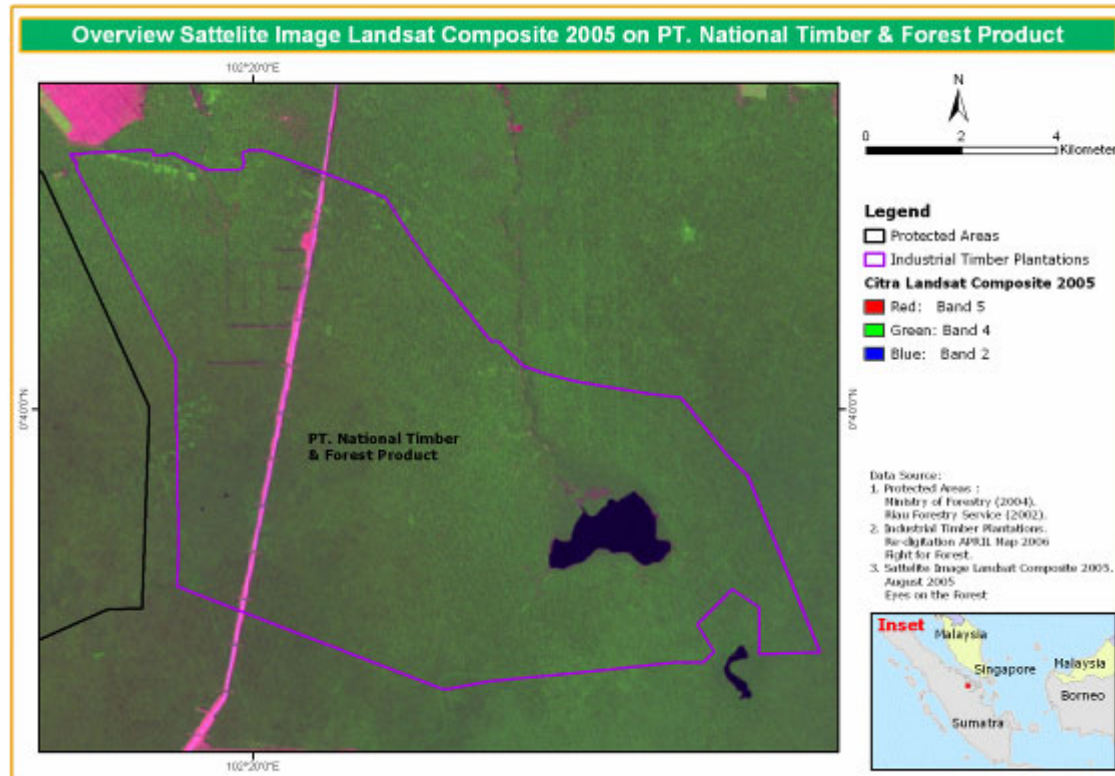 Overview Sattelite Image Landsat Composite 2005 on PT. National Timber & Forest Product
102°20'0"E
N
0 2 4
Kilometer
0°40'0"N
0°40'0"N
PT. National Timber
& Forest Product
102°20'0"E
Legend
Protected Areas
Industrial Timber Plantations
Citra Landsat Composite 2005
Red: Band 5
Green: Band 4
Blue: Band 2
Data Source:
1. Protected Areas :
Ministry of Forestry (2004).
Riau Forestry Service (2002).
2. Industrial Timber Plantations.
Re-digitation APRIL Map 2006
Fight for Forest.
3. Sattelite Image Landsat Composite 2005.
August 2005
Eyes on the Forest
Inset
Malaysia
Singapore
Malaysia
Borneo
Sumatra